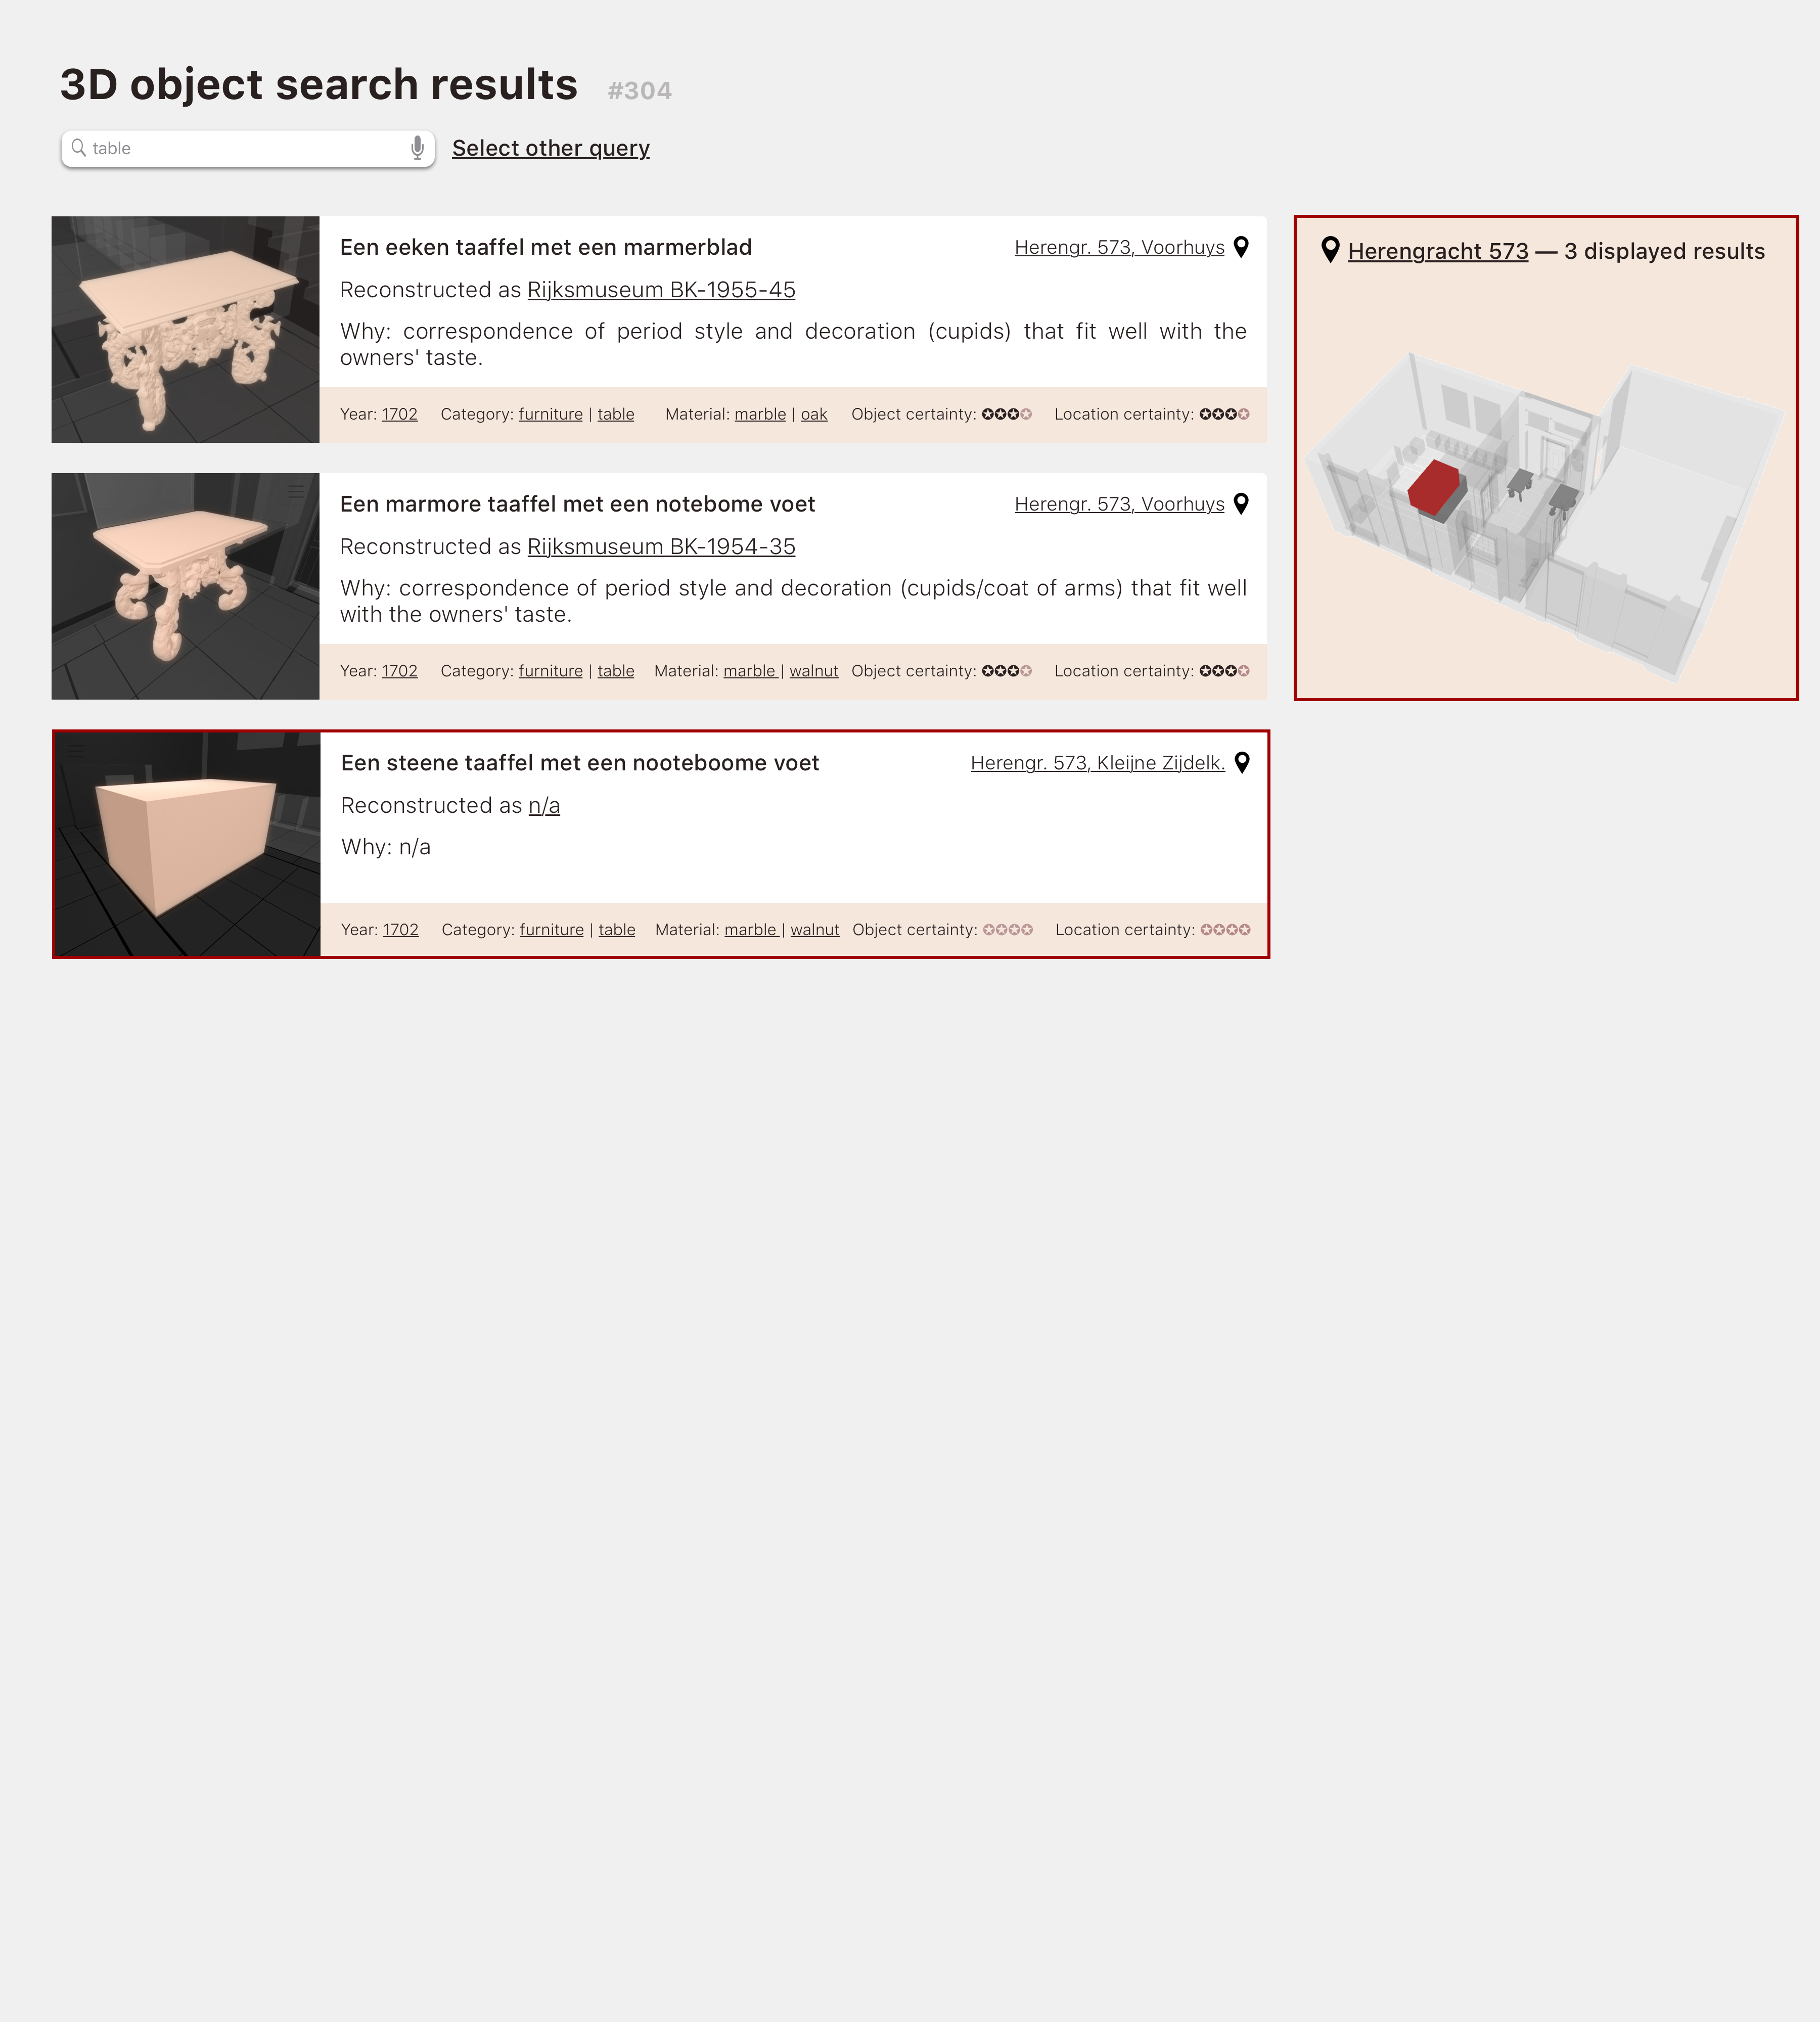 3D object search results #304
table
Select other query
Een eeken taaffel met een marmerblad
Herengr. 573, Voorhuys
Reconstructed as Rijksmuseum BK-1955-45
Why: correspondence of period style and decoration (cupids) that fit well with the
owners' taste.
Year: 1702 Category: furniture | table Material: marble | oak Object certainty: ✪✪✪✪ Location certainty: ✪✪✪✪
Een marmore taaffel met een notebome voet
Herengr. 573, Voorhuys
Reconstructed as Rijksmuseum BK-1954-35
Why: correspondence of period style and decoration (cupids/coat of arms) that fit well
with the owners' taste.
Year: 1702 Category: furniture | table Material: marble | walnut Object certainty: ✪✪✪✪ Location certainty: ✪✪✪✪
Een steene taaffel met een nooteboome voet
Herengr. 573, Kleijne Zijdelk.
Reconstructed as n/a
Why: n/a
Year: 1702 Category: furniture | table Material: marble | walnut Object certainty: ✪✪✪✪ Location certainty: ✪✪✪✪
Herengracht 573 — 3 displayed results